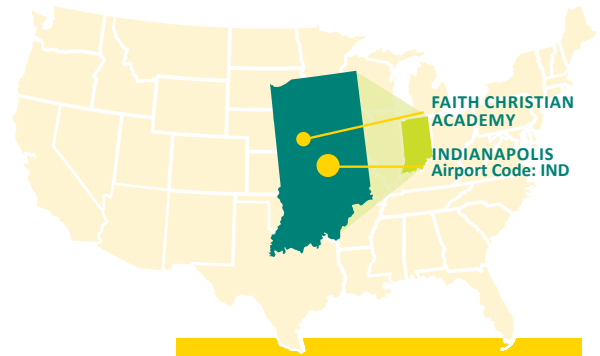 FAITH CHRISTIAN
ACADEMY
INDIANAPOLIS
Airport Code: IND